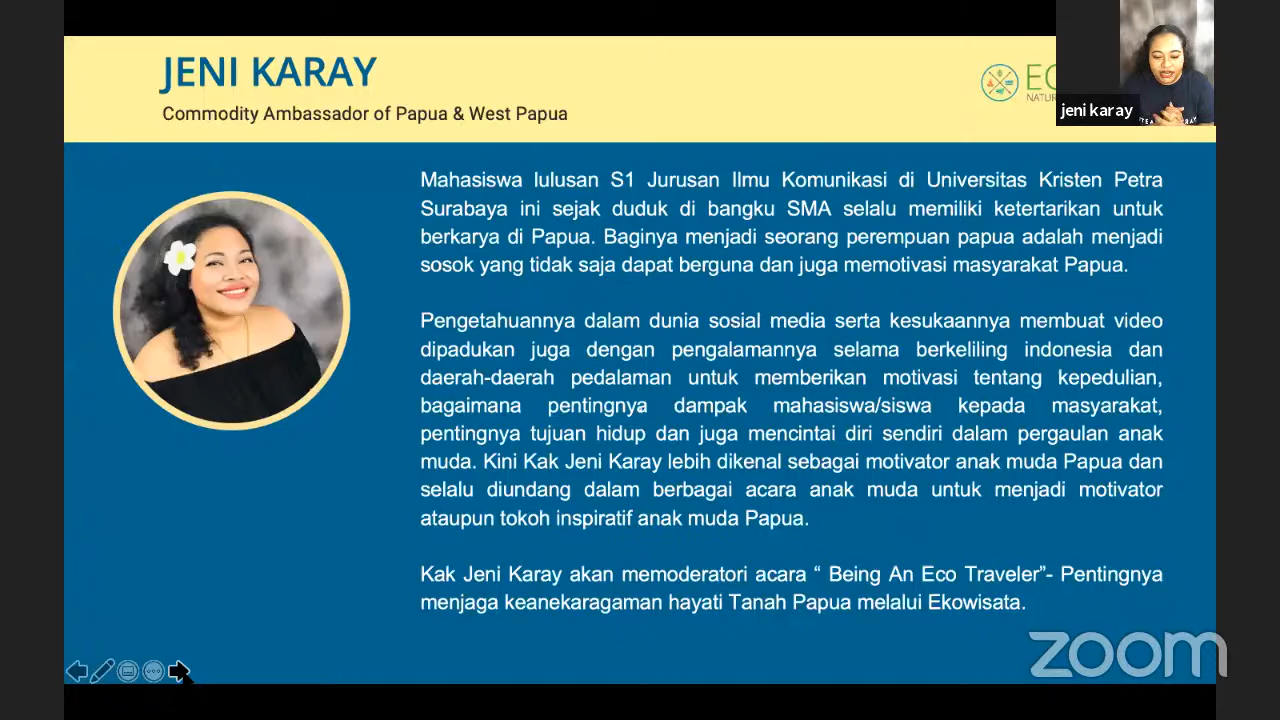 JENI KARAY
Commodity Ambassador of Papua & West Papua
jeni karay
Mahasiswa lulusan S1 Jurusan Ilmu Komunikasi di Universitas Kristen Petra
Surabaya ini sejak duduk di bangku SMA selalu memiliki ketertarikan untuk
berkarya di Papua. Baginya menjadi seorang perempuan papua adalah menjadi
sosok yang tidak saja dapat berguna dan juga memotivasi masyarakat Papua.
Pengetahuannya dalam dunia sosial media serta kesukaannya membuat video
dipadukan juga dengan pengalamannya selama berkeliling indonesia dan
daerah-daerah pedalaman untuk memberikan motivasi tentang kepedulian,
bagaimana pentingnya dampak mahasiswa/siswa kepada masyarakat,
pentingnya tujuan hidup dan juga mencintai diri sendiri dalam pergaulan anak
muda. Kini Kak Jeni Karay lebih dikenal sebagai motivator anak muda Papua dan
selalu diundang dalam berbagai acara anak muda untuk menjadi motivator
ataupun tokoh inspiratif anak muda Papua.
Kak Jeni Karay akan memoderatori acara “ Being An Eco Traveler”- Pentingnya
menjaga keanekaragaman hayati Tanah Papua melalui Ekowisata.
zoom